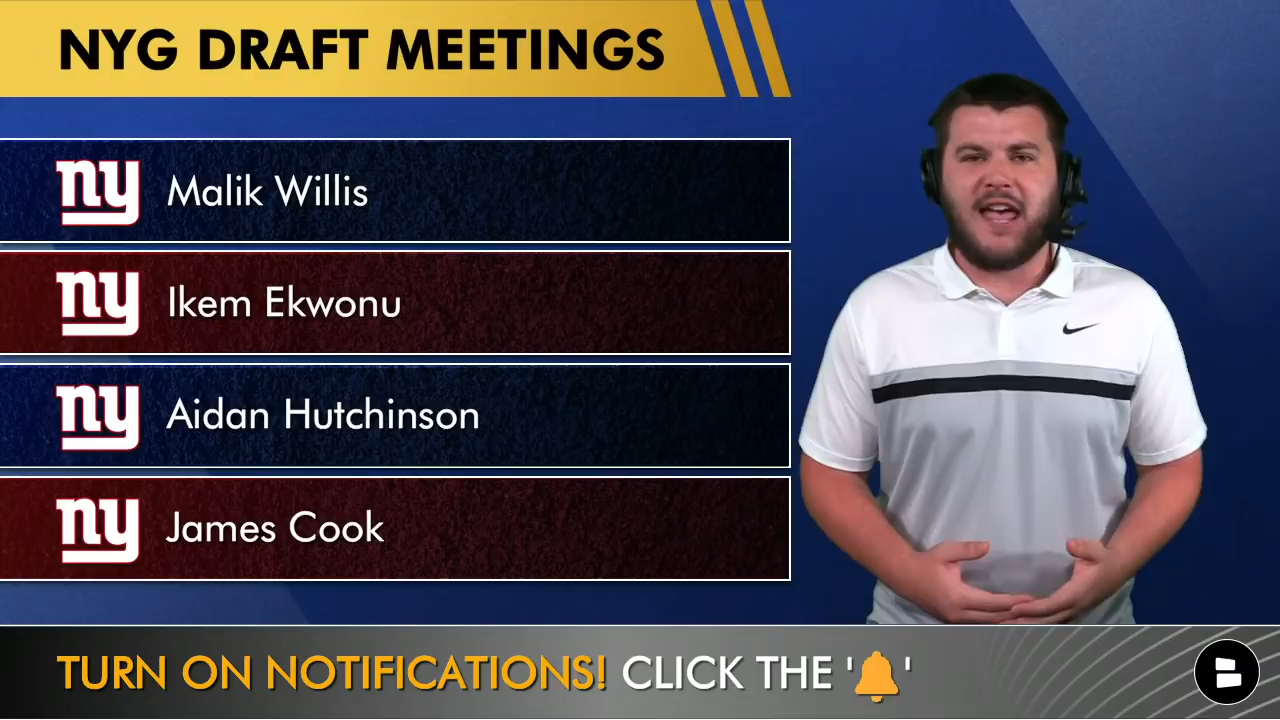 NYG DRAFT MEETINGS
ny Malik Willis
ny Ikem Ekwonu
ny Aidan Hutchinson
ny James Cook
TURN ON NOTIFICATIONS! CLICK THE '🔔'